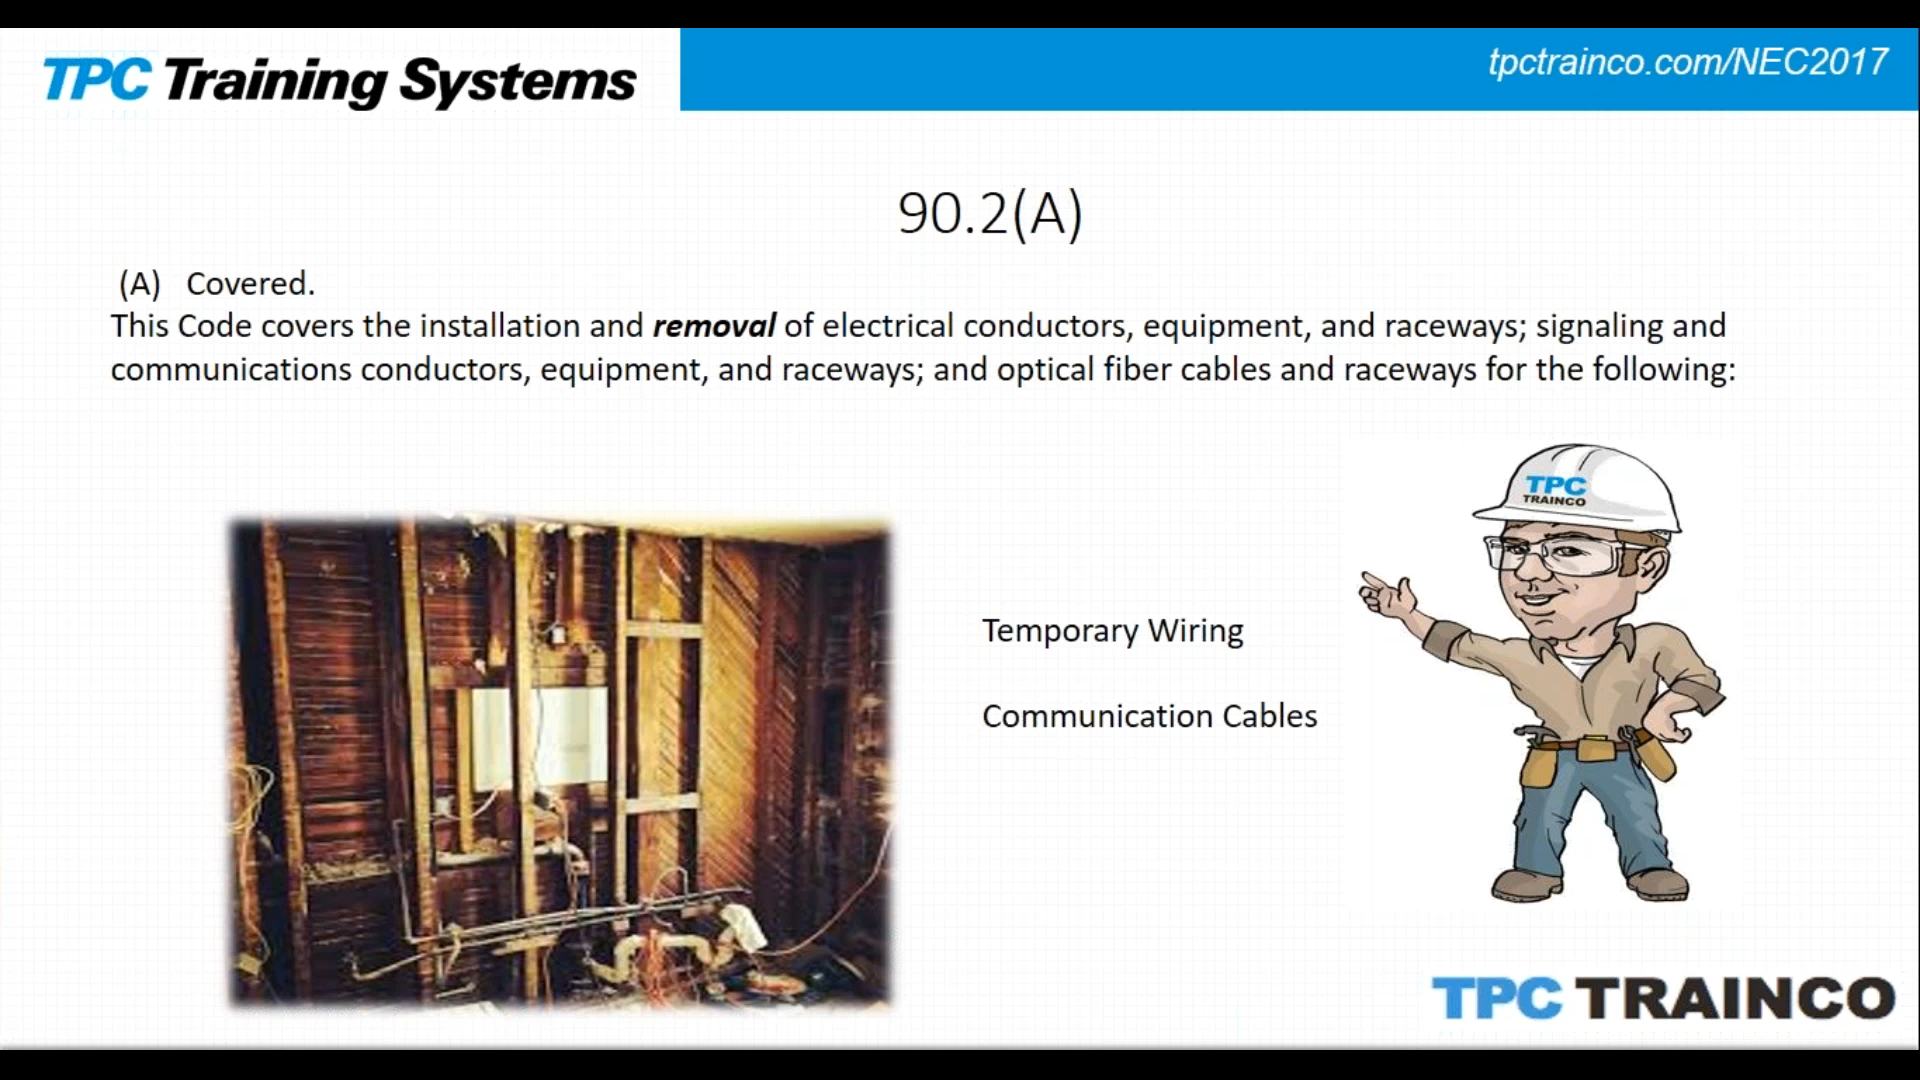 TPC Training Systems
tpctrainco.com/NEC2017
90.2(A)
(A) Covered.
This Code covers the installation and removal of electrical conductors, equipment, and raceways; signaling and
communications conductors, equipment, and raceways; and optical fiber cables and raceways for the following:
TPC
TRAINCO
Temporary Wiring
Communication Cables
TPC TRAINCO